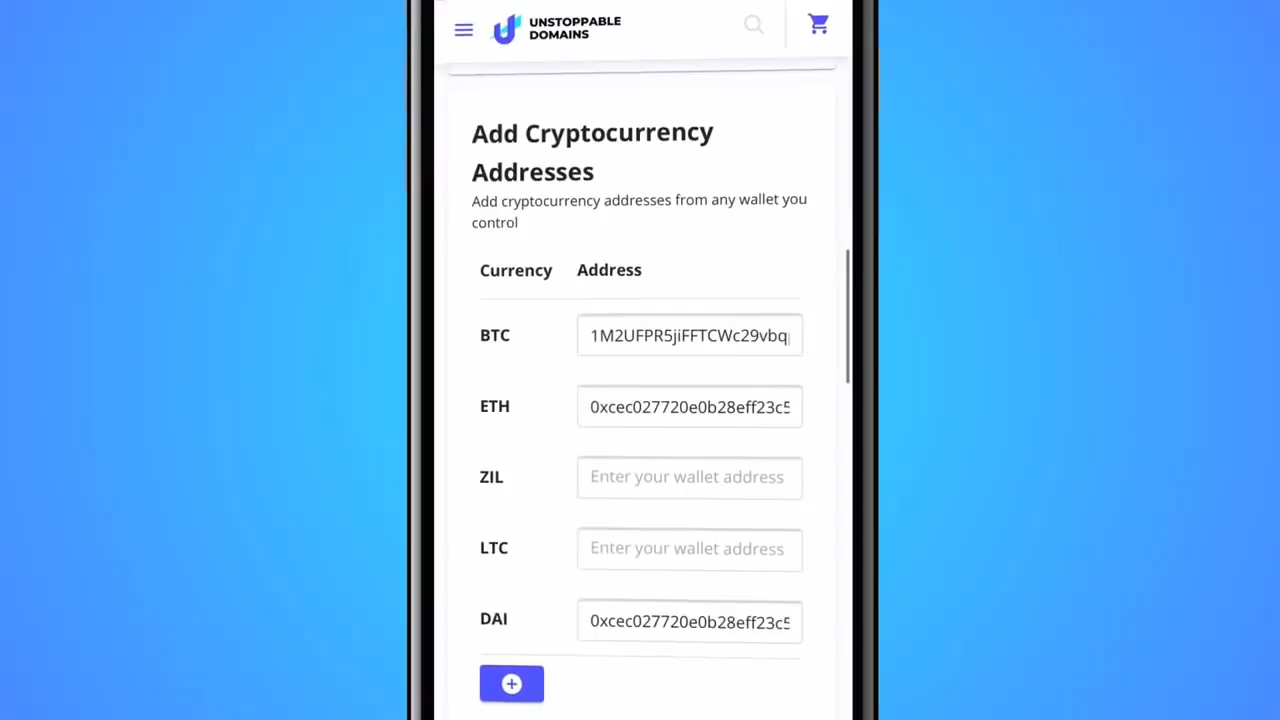 UNSTOPPABLE
DOMAINS
Add Cryptocurrency
Addresses
Add cryptocurrency addresses from any wallet you
control
Currency Address
BTC 1M2UFPR5jiFFTCWc29vbq
ETH 0xcec027720e0b28eff23c5
ZIL Enter your wallet address
LTC Enter your wallet address
DAI 0xcec027720e0b28eff23c5